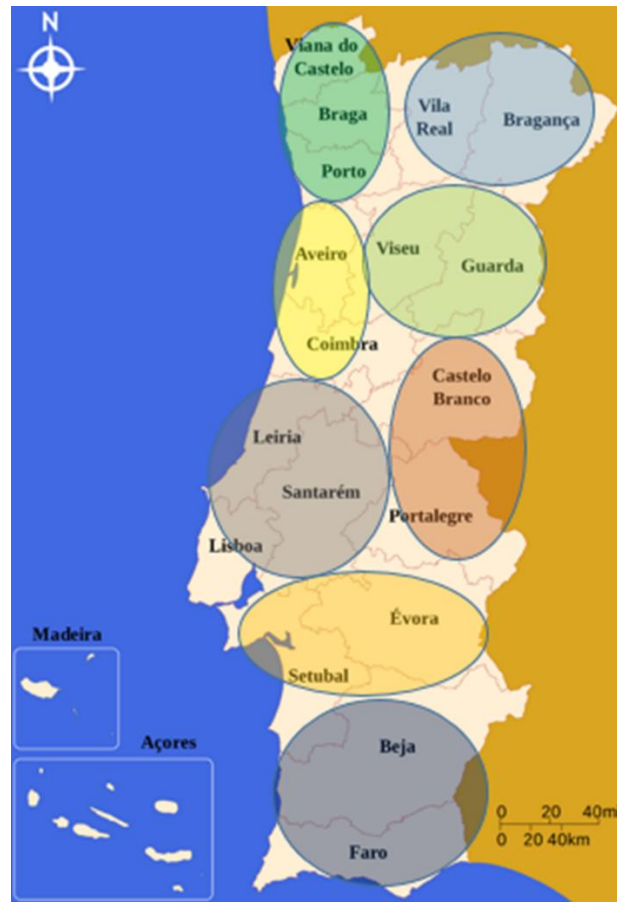 N
Viana do
Castelo
Braga
Porto
Vila
Real
Bragança
Aveiro
Viseu
Guarda
Coimbra
Castelo
Branco
Leiria
Santarém
Portalegre
Lisboa
Évora
Setubal
Madeira
Açores
Beja
Faro
0 20 40mi
0 20 40km